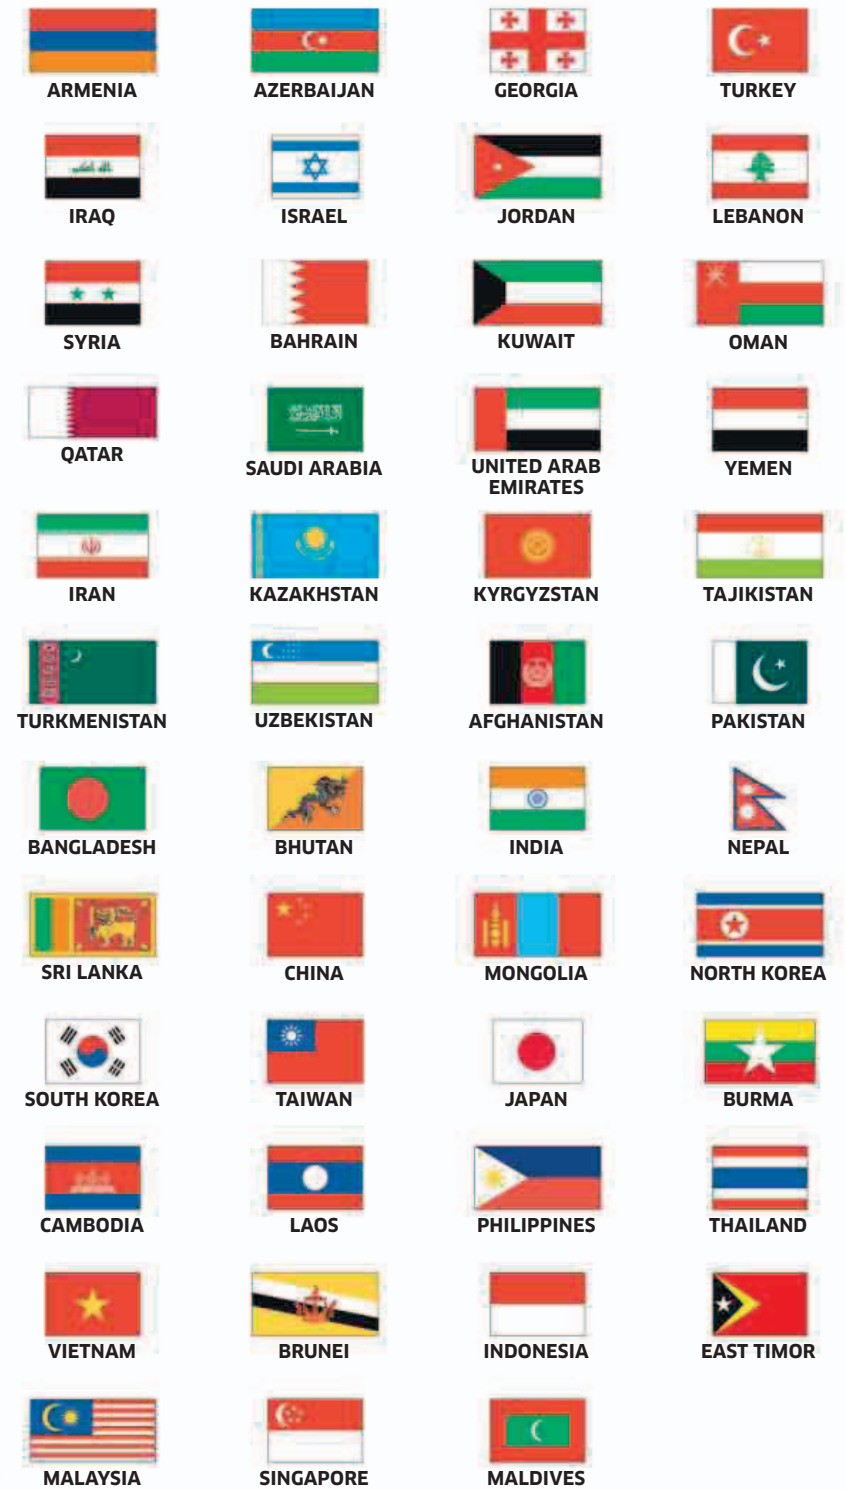 ARMENIA
AZERBAIJAN
GEORGIA
TURKEY
IRAQ
ISRAEL
JORDAN
LEBANON
SYRIA
BAHRAIN
KUWAIT
OMAN
QATAR
SAUDI ARABIA
UNITED ARAB
EMIRATES
YEMEN
IRAN
KAZAKHSTAN
KYRGYZSTAN
TAJIKISTAN
TURKMENISTAN
UZBEKISTAN
AFGHANISTAN
PAKISTAN
BANGLADESH
BHUTAN
INDIA
NEPAL
SRI LANKA
CHINA
MONGOLIA
NORTH KOREA
SOUTH KOREA
TAIWAN
JAPAN
BURMA
CAMBODIA
LAOS
PHILIPPINES
THAILAND
VIETNAM
BRUNEI
INDONESIA
EAST TIMOR
MALAYSIA
SINGAPORE
MALDIVES